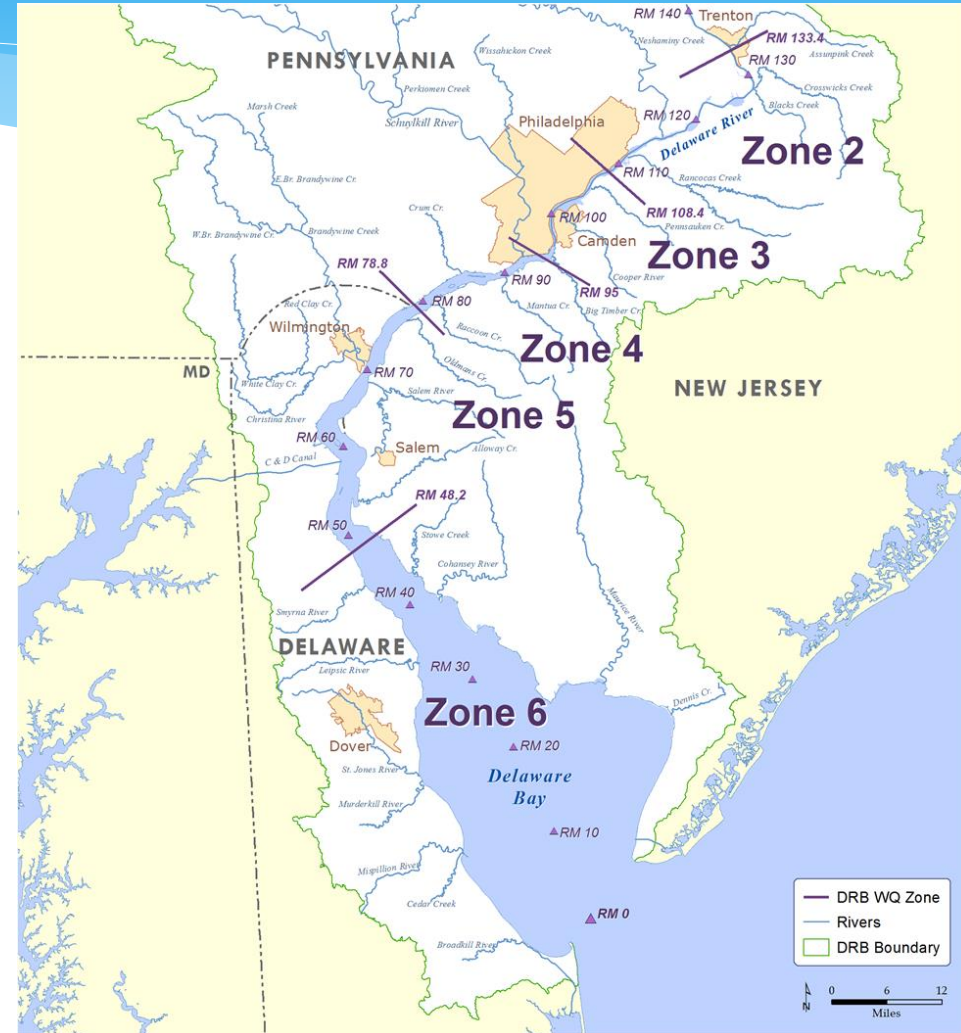 RM 140
Trenton
Neshaminy Creek
RM 133.4
Wissahickon Creek
Assunpink Creek
PENNSYLVANIA
RM 130
Perkiomen Creek
Crosswicks Creek
Marsh Creek
Blacks Creek
Schuylkill River
Philadelphia
RM 120
Delaware River
Zone 2
RM 110
E.Br. Brandywine Cr.
Rancocas Creek
Crum Cr.
RM 100
RM 108.4
Pennsauken Cr.
W.Br. Brandywine Cr.
Brandywine Creek
Camden
Zone 3
RM 78.8
RM 90
Cooper River
RM 95
Red Clay Cr.
RM 80
Mantua Cr.
Big Timber Cr.
Wilmington
Raccoon Cr.
Zone 4
MD
RM 70
Oldmans Cr.
White Clay Cr.
Salem River
NEW JERSEY
Christina River
Zone 5
RM 60
Salem
C & D Canal
Alloway Cr.
RM 48.2
RM 50
Stowe Creek
Cohansey River
RM 40
Maurice River
Smyrna River
DELAWARE
Leipsic River
RM 30
Dennis Cr.
Zone 6
Dover
RM 20
St. Jones River
Delaware
Bay
Murderkill River
RM 10
Mispillion River
Cedar Creek
RM 0
Broadkill River
DRB WQ Zone
Rivers
DRB Boundary
N
0 6 12
Miles